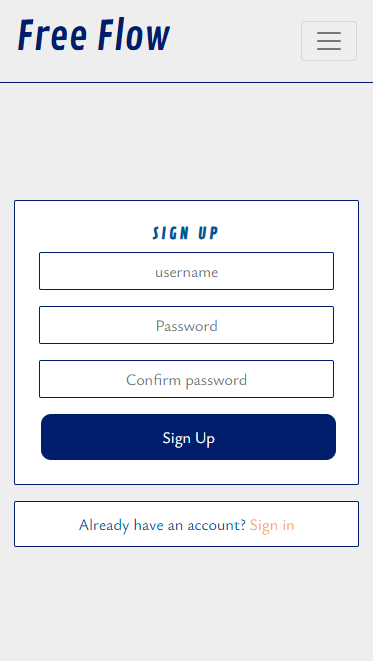 Free Flow
SIGN UP
username
Password
Confirm password
Sign Up
Already have an account? Sign in